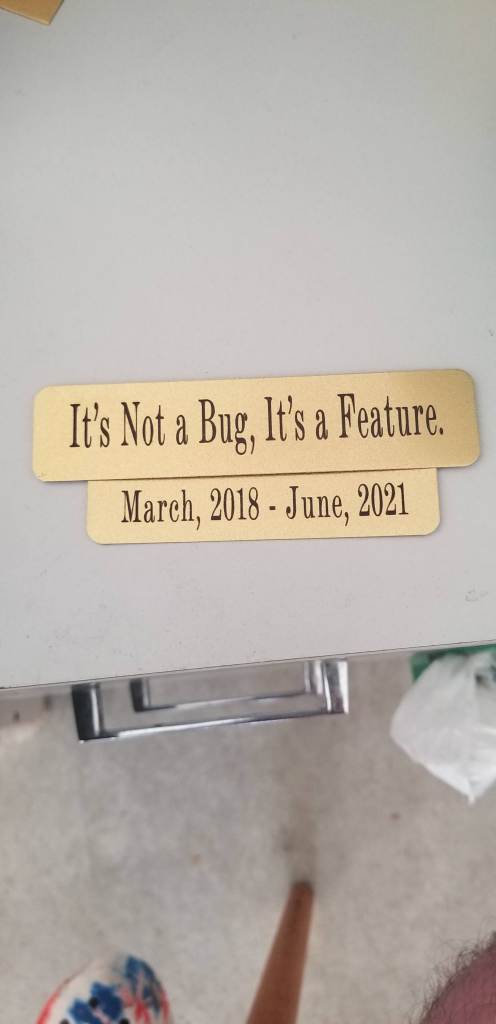 It's Not a Bug, It's a Feature.
March, 2018 - June, 2021